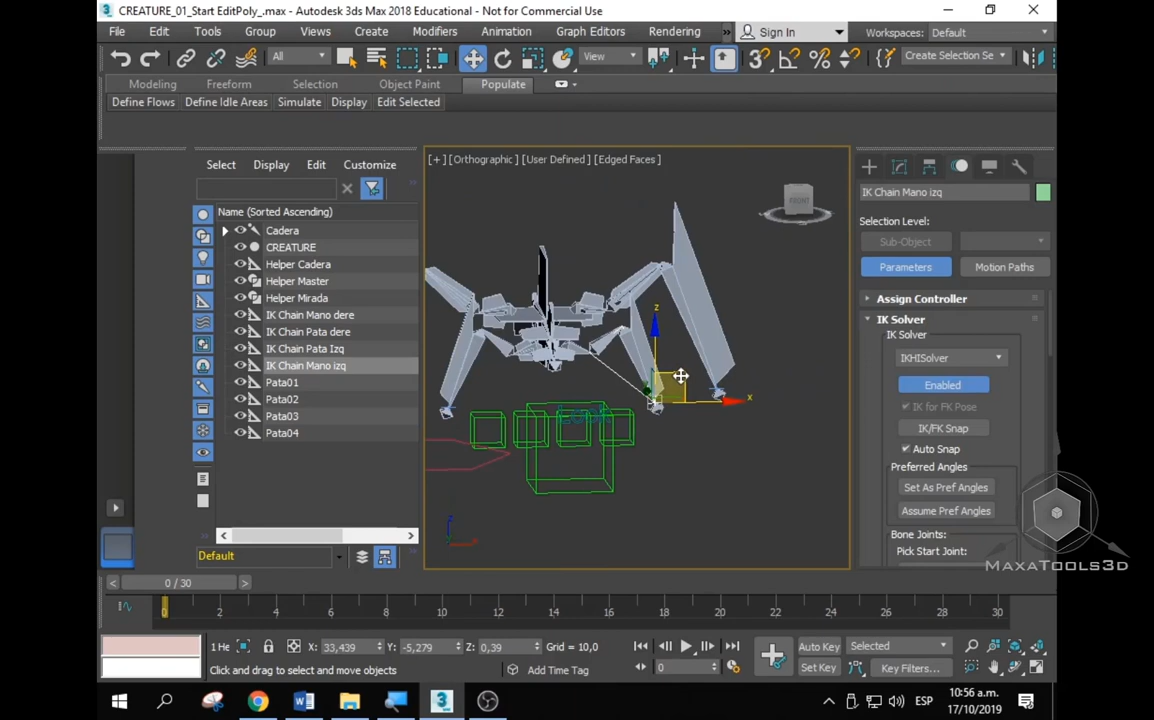 CREATURE_01_Start EditPoly_.max - Autodesk 3ds Max 2018 Educational - Not for Commercial Use
File Edit Tools Group Views Create Modifiers Animation Graph Editors Rendering Sign In Workspaces: Default
All View Create Selection Se
Modeling Freeform Selection Object Paint Populate
Define Flows Define Idle Areas Simulate Display Edit Selected
Select Display Edit Customize
[+] [Orthographic] [User Defined] [Edged Faces]
FRONT
Name (Sorted Ascending)
Cadera
CREATURE
Helper Cadera
Helper Master
Helper Mirada
IK Chain Mano dere
IK Chain Pata dere
IK Chain Pata Izq
IK Chain Mano izq
Pata01
Pata02
Pata03
Pata04
Default
z
x
Look
z
IK Chain Mano izq
Selection Level:
Sub-Object
Parameters Motion Paths
Assign Controller
IK Solver
IK Solver
IKHISolver
Enabled
IK for FK Pose
IK/FK Snap
Auto Snap
Preferred Angles
Set As Pref Angles
Assume Pref Angles
Bone Joints:
Pick Start Joint:
MAXATOOLS3D
0 / 30
0 2 4 6 8 10 12 14 16 18 20 22 24 26 28 30
1 He X: 33,439 Y: -5,279 Z: 0,39 Grid = 10,0
Auto Key Selected
Click and drag to select and move objects Add Time Tag
0 Set Key Key Filters...
ESP
10:56 a.m.
17/10/2019